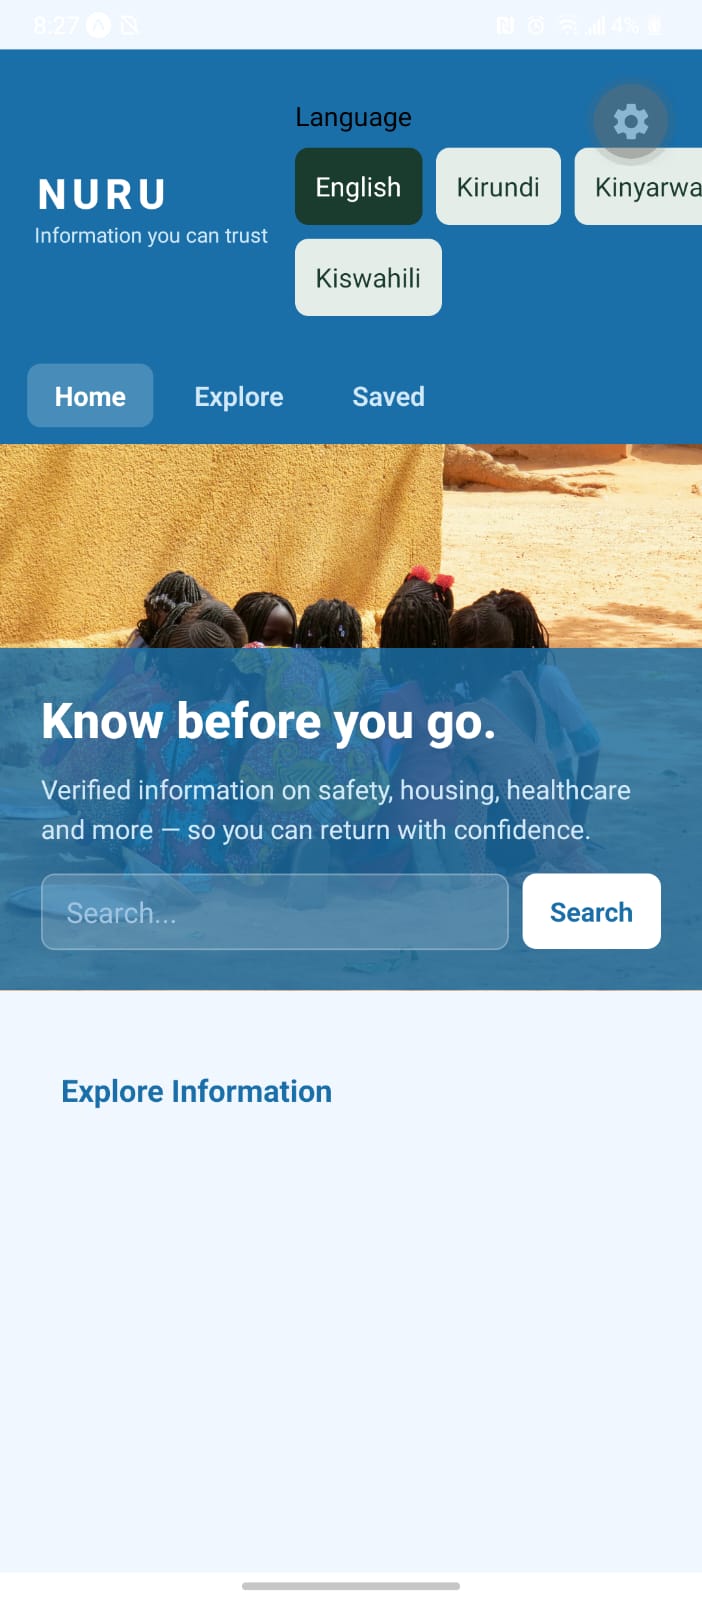 8:27
4%
Language
English
Kirundi
Kinyarwa
Kiswahili
NURU
Information you can trust
Home
Explore
Saved
Know before you go.
Verified information on safety, housing, healthcare
and more — so you can return with confidence.
Search...
Search
Explore Information